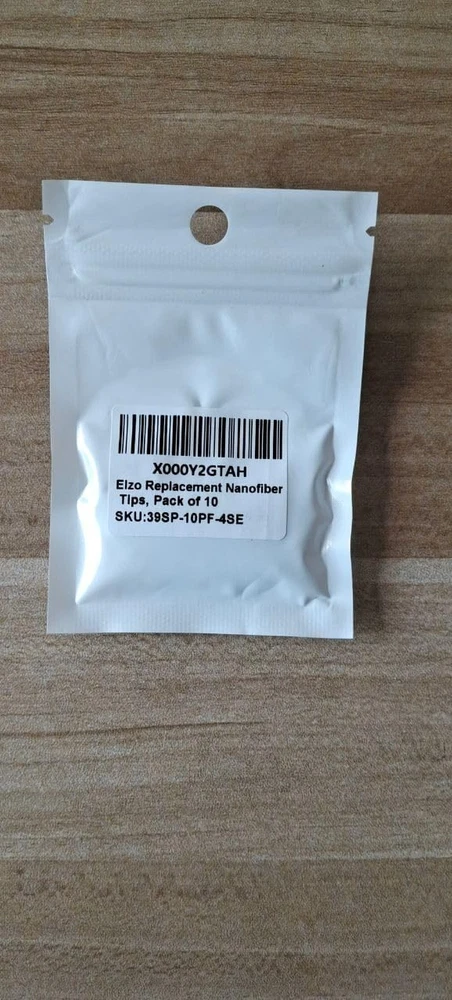 X000Y2GTAH
Elzo Replacement Nanofiber
Tips, Pack of 10
SKU:39SP-10PF-4SE